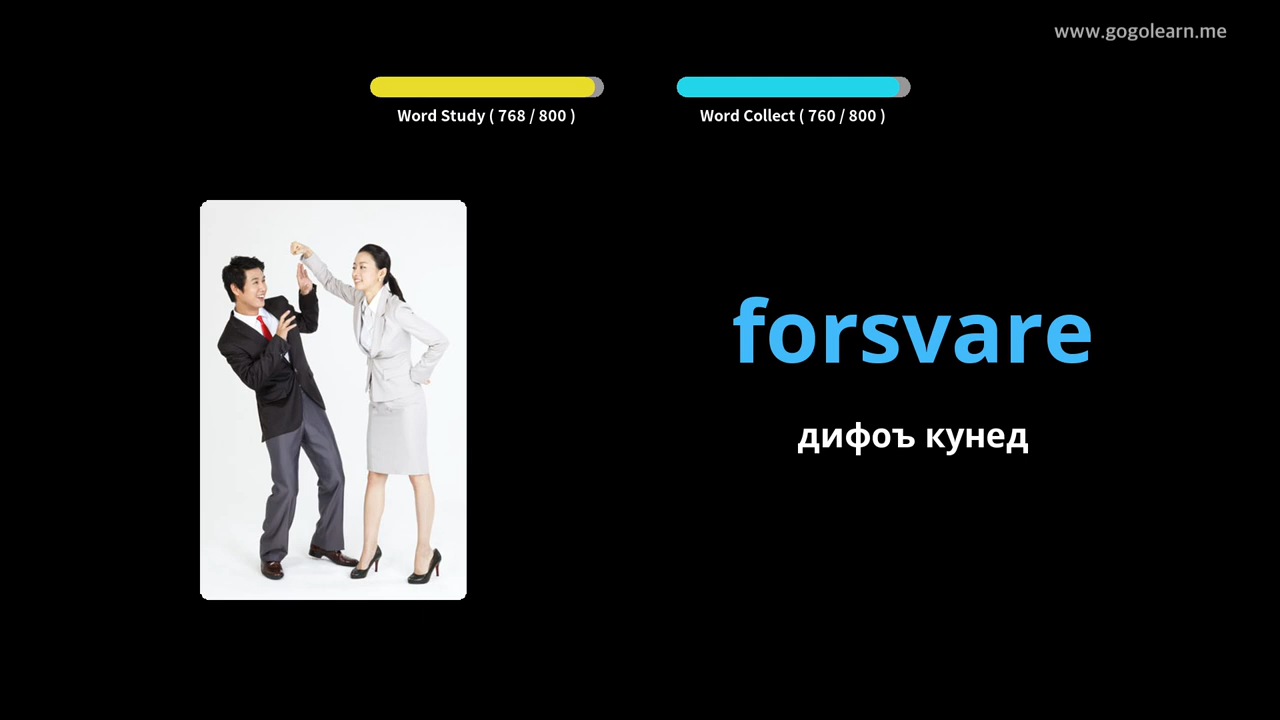 www.gogolearn.me
Word Study ( 768 / 800 )
Word Collect ( 760 / 800 )
forsvare
дифоъ кунед